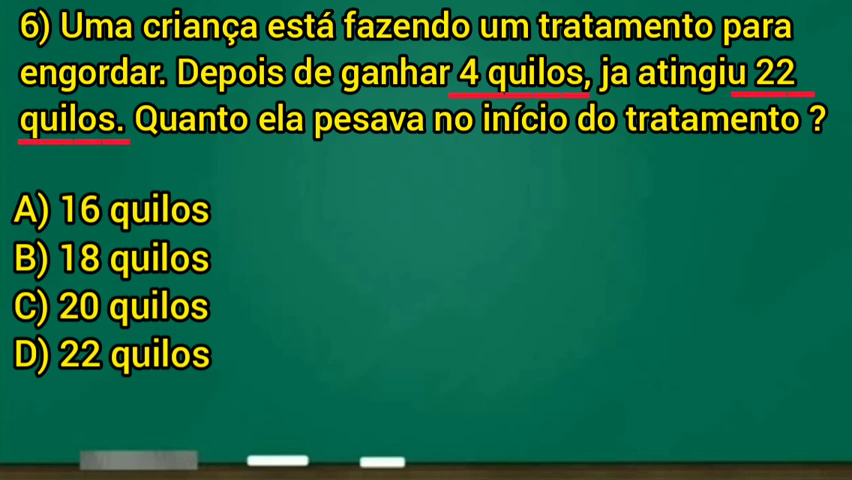 6) Uma criança está fazendo um tratamento para
engordar. Depois de ganhar 4 quilos, ja atingiu 22
quilos. Quanto ela pesava no início do tratamento ?
A) 16 quilos
B) 18 quilos
C) 20 quilos
D) 22 quilos